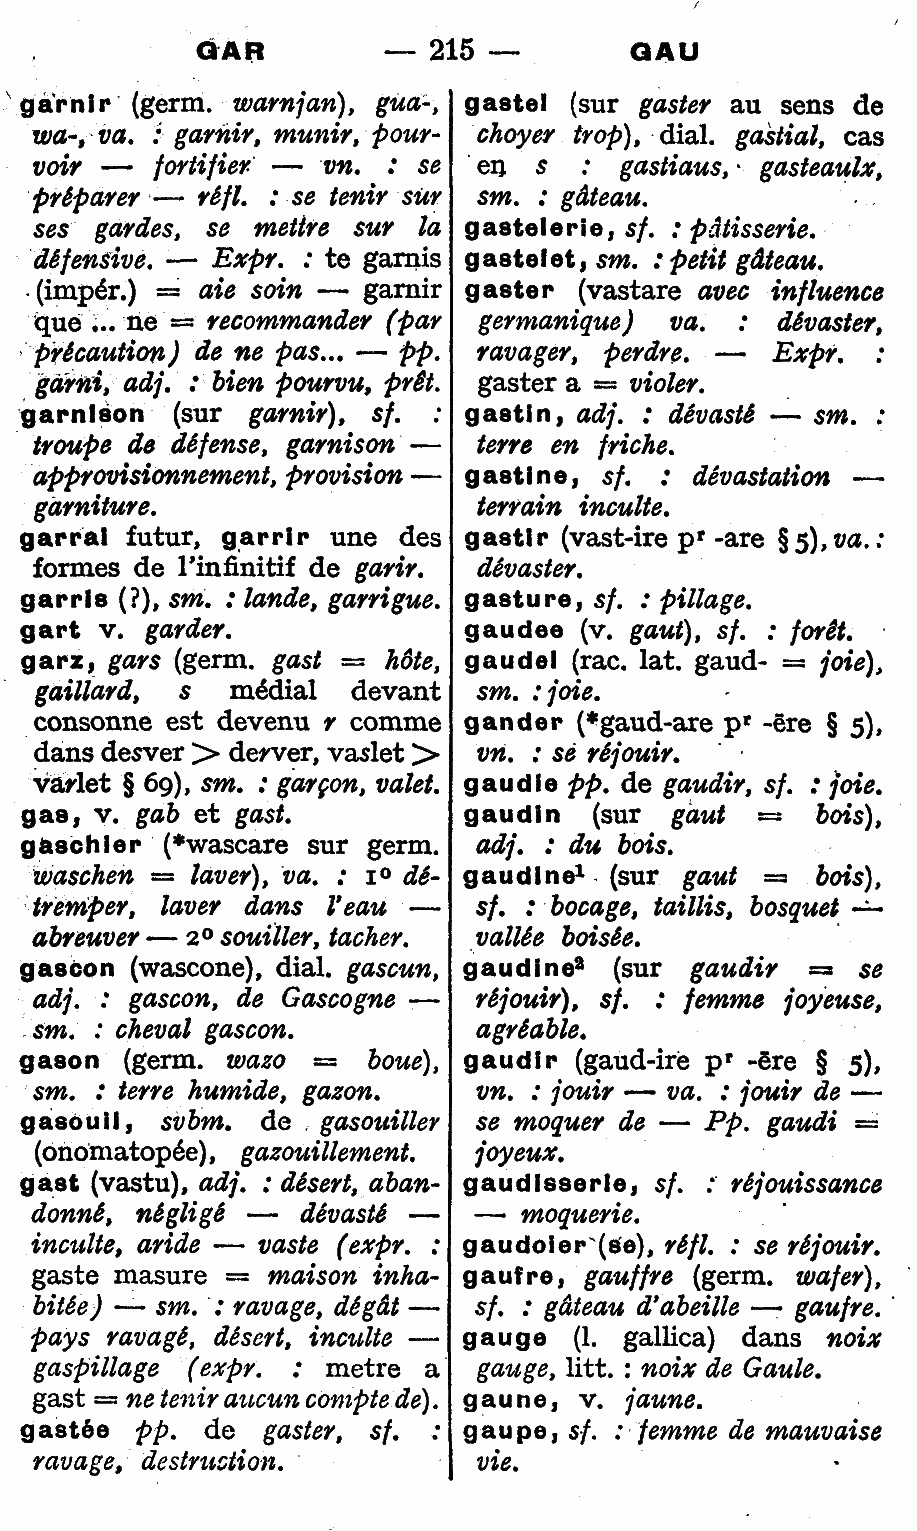 GAR — 215 — GAU
garnir (germ. warnjan), gua-,
wa-, va. : garnir, munir, pour-
voir — fortifier — vn. : se
préparer — réfl. : se tenir sur
ses gardes, se mettre sur la
défensive. — Expr. : te garnis
(impér.) = aie soin — garnir
que ... ne = recommander (par
précaution) de ne pas... — pp.
garni, adj. : bien pourvu, prêt.
garnison (sur garnir), sf. :
troupe de défense, garnison —
approvisionnement, provision —
garniture.
garrai futur, garrir une des
formes de l'infinitif de garir.
garris (?), sm. : lande, garrigue.
gart v. garder.
garz, gars (germ. gast = hôte,
gaillard, s médial devant
consonne est devenu r comme
dans desver > derver, vaslet >
varlet § 69), sm. : garçon, valet.
gas, v. gab et gast.
gaschier (*wascare sur germ.
waschen = laver), va. : 1º dé-
tremper, laver dans l'eau —
abreuver — 2º souiller, tacher.
gascon (wascone), dial. gascun,
adj. : gascon, de Gascogne —
sm. : cheval gascon.
gason (germ. wazo = boue),
sm. : terre humide, gazon.
gasouil, svbm. de gasouiller
(onomatopée), gazouillement.
gast (vastu), adj. : désert, aban-
donné, négligé — dévasté —
inculte, aride — vaste (expr. :
gaste masure = maison inha-
bitée) — sm. : ravage, dégât —
pays ravagé, désert, inculte —
gaspillage (expr. : metre a
gast = ne tenir aucun compte de).
gastée pp. de gaster, sf. :
ravage, destruction.
gastel (sur gaster au sens de
choyer trop), dial. gastial, cas
en s : gastiaus, gasteaulx,
sm. : gâteau.
gastelerie, sf. : pâtisserie.
gastelet, sm. : petit gâteau.
gaster (vastare avec influence
germanique) va. : dévaster,
ravager, perdre. — Expr. :
gaster a = violer.
gastin, adj. : dévasté — sm. :
terre en friche.
gastine, sf. : dévastation —
terrain inculte.
gastir (vast-ire pʳ -are § 5), va. :
dévaster.
gasture, sf. : pillage.
gaudee (v. gaut), sf. : forêt.
gaudel (rac. lat. gaud- = joie),
sm. : joie.
gander (*gaud-are pʳ -ēre § 5),
vn. : se réjouir.
gaudie pp. de gaudir, sf. : joie.
gaudin (sur gaut = bois),
adj. : du bois.
gaudine¹ (sur gaut = bois),
sf. : bocage, taillis, bosquet —
vallée boisée.
gaudine² (sur gaudir = se
réjouir), sf. : femme joyeuse,
agréable.
gaudir (gaud-ire pʳ -ēre § 5),
vn. : jouir — va. : jouir de —
se moquer de — Pp. gaudi =
joyeux.
gaudisserie, sf. : réjouissance
— moquerie.
gaudoier (se), réfl. : se réjouir.
gaufre, gauffre (germ. wafer),
sf. : gâteau d'abeille — gaufre.
gauge (l. gallica) dans noix
gauge, litt. : noix de Gaule.
gaune, v. jaune.
gaupe, sf. : femme de mauvaise
vie.